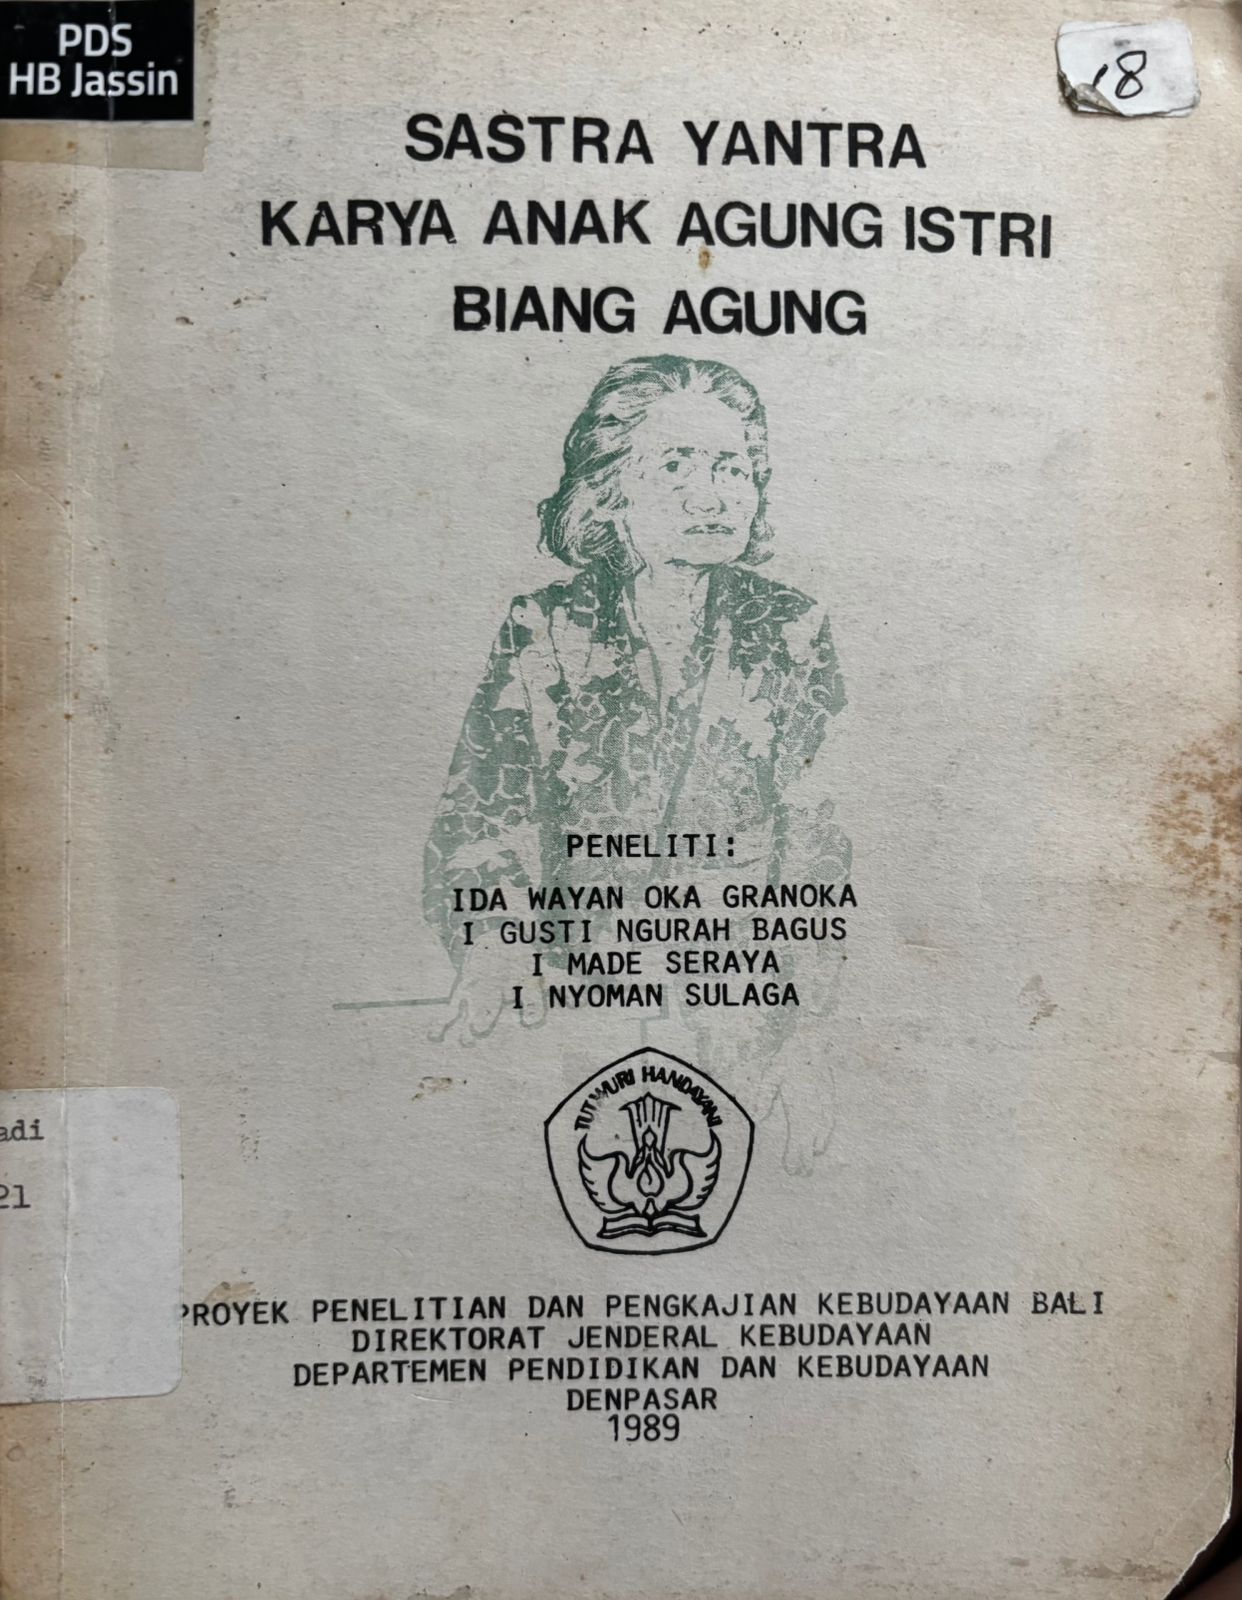 PDS
HB Jassin
18
SASTRA YANTRA
KARYA ANAK AGUNG ISTRI
BIANG AGUNG
PENELITI:
IDA WAYAN OKA GRANOKA
I GUSTI NGURAH BAGUS
I MADE SERAYA
I NYOMAN SULAGA
TUT WURI HANDAYANI
adi
21
PROYEK PENELITIAN DAN PENGKAJIAN KEBUDAYAAN BALI
DIREKTORAT JENDERAL KEBUDAYAAN
DEPARTEMEN PENDIDIKAN DAN KEBUDAYAAN
DENPASAR
1989